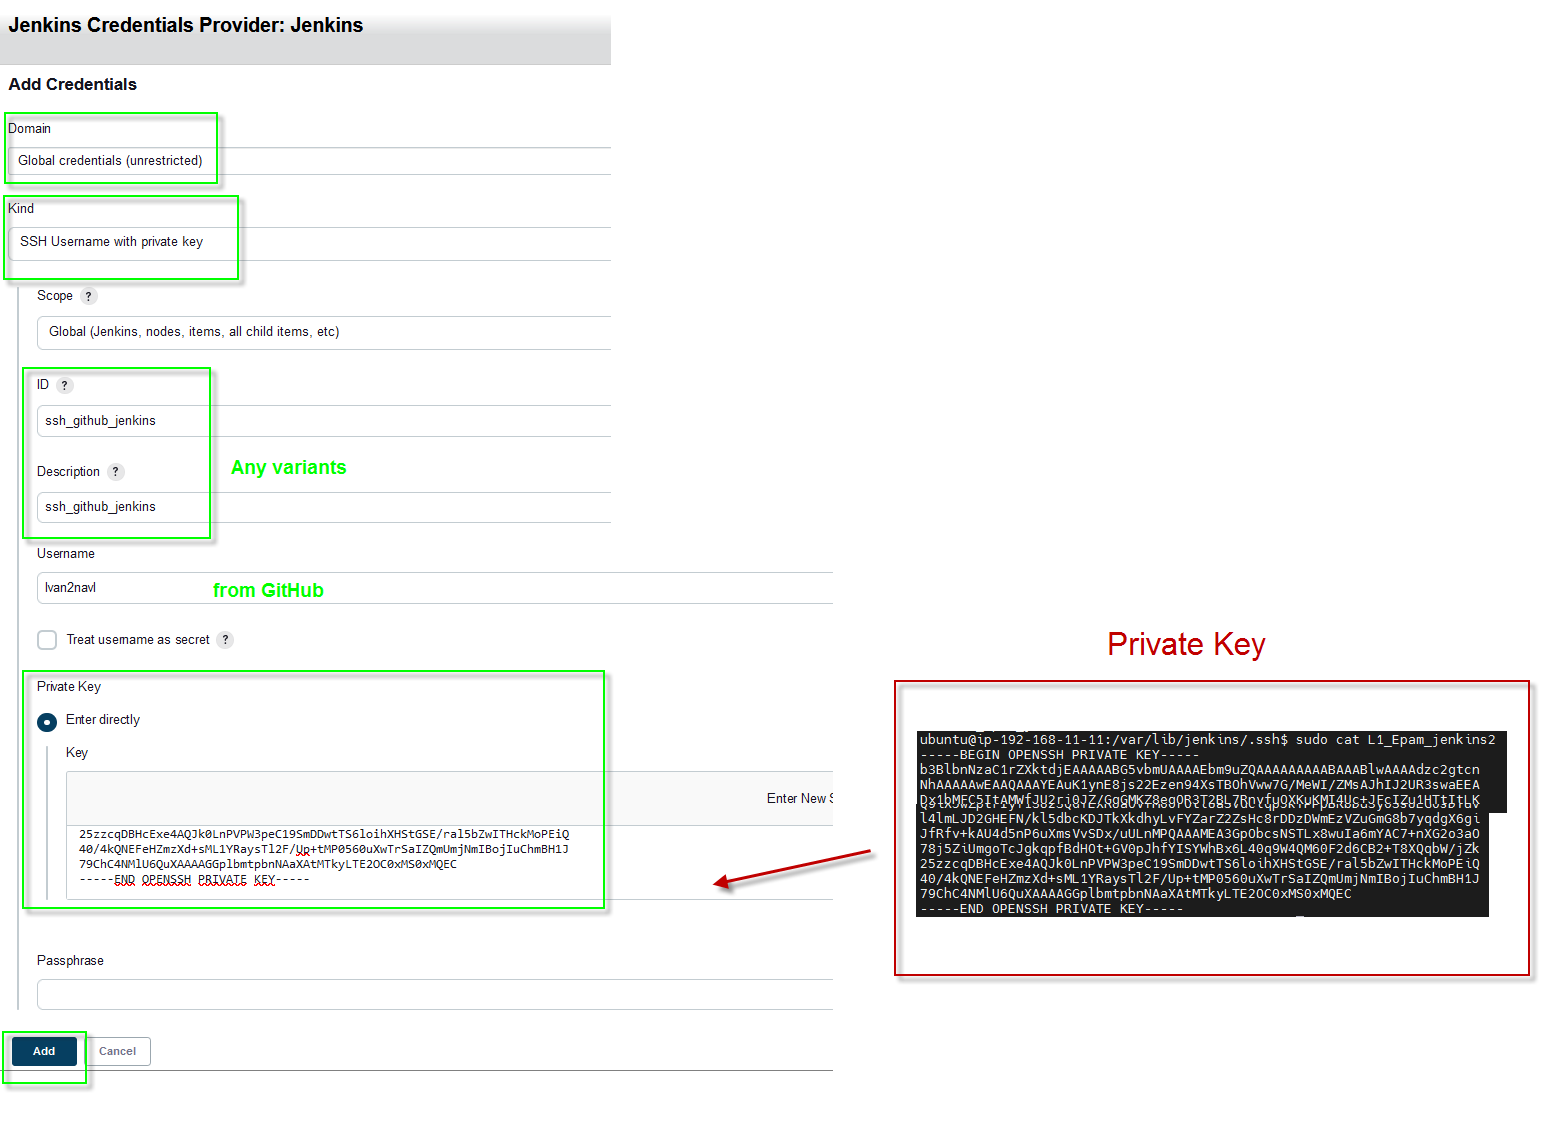 Jenkins Credentials Provider: Jenkins
Add Credentials
Domain
Global credentials (unrestricted)
Kind
SSH Username with private key
Scope ?
Global (Jenkins, nodes, items, all child items, etc)
ID ?
ssh_github_jenkins
Description ?
ssh_github_jenkins
Any variants
Username
Ivan2navI
from GitHub
Treat username as secret ?
Private Key
Enter directly
Key
Enter New S
25zzcqDBHcExe4AQJk0LnPVPW3peC19SmDDwtTS6loihXHStGSE/ral5bZwITHckMoPEiQ
40/4kQNEFeHZmzXd+sML1YRaysTl2F/Up+tMP0560uXwTrSaIZQmUmjNmIBojIuChmBH1J
79ChC4NMlU6QuXAAAAGGplbmtpbnNAaXAtMTkyLTE2OC0xMS0xMQEC
-----END OPENSSH PRIVATE KEY-----
Passphrase
Add
Cancel
Private Key
ubuntu@ip-192-168-11-11:/var/lib/jenkins/.ssh$ sudo cat L1_Epam_jenkins2
-----BEGIN OPENSSH PRIVATE KEY-----
b3BlbnNzaC1rZXktdjEAAAAABG5vbmUAAAAEbm9uZQAAAAAAAAABAAABlwAAAAdzc2gtcn
NhAAAAAwEAAQAAAYEAuK1ynE8js22Ezen94XsTBOhVww7G/MeWI/ZMsAJhIJ2UR3swaEEA
l4lmLJD2GHEFN/kl5dbcKDJTkXkdhyLvFYZarZ2ZsHc8rDDzDWmEzVZuGmG8b7yqdgX6gi
JfRfv+kAU4d5nP6uXmsVvSDx/uULnMPQAAAMEA3GpObcsNSTLx8wuIa6mYAC7+nXG2o3aO
78j5ZiUmgoTcJgkqpfBdHOt+GV0pJhfYISYWhBx6L40q9W4QM60F2d6CB2+T8XQqbW/jZk
25zzcqDBHcExe4AQJk0LnPVPW3peC19SmDDwtTS6loihXHStGSE/ral5bZwITHckMoPEiQ
40/4kQNEFeHZmzXd+sML1YRaysTl2F/Up+tMP0560uXwTrSaIZQmUmjNmIBojIuChmBH1J
79ChC4NMlU6QuXAAAAGGplbmtpbnNAaXAtMTkyLTE2OC0xMS0xMQEC
-----END OPENSSH PRIVATE KEY-----